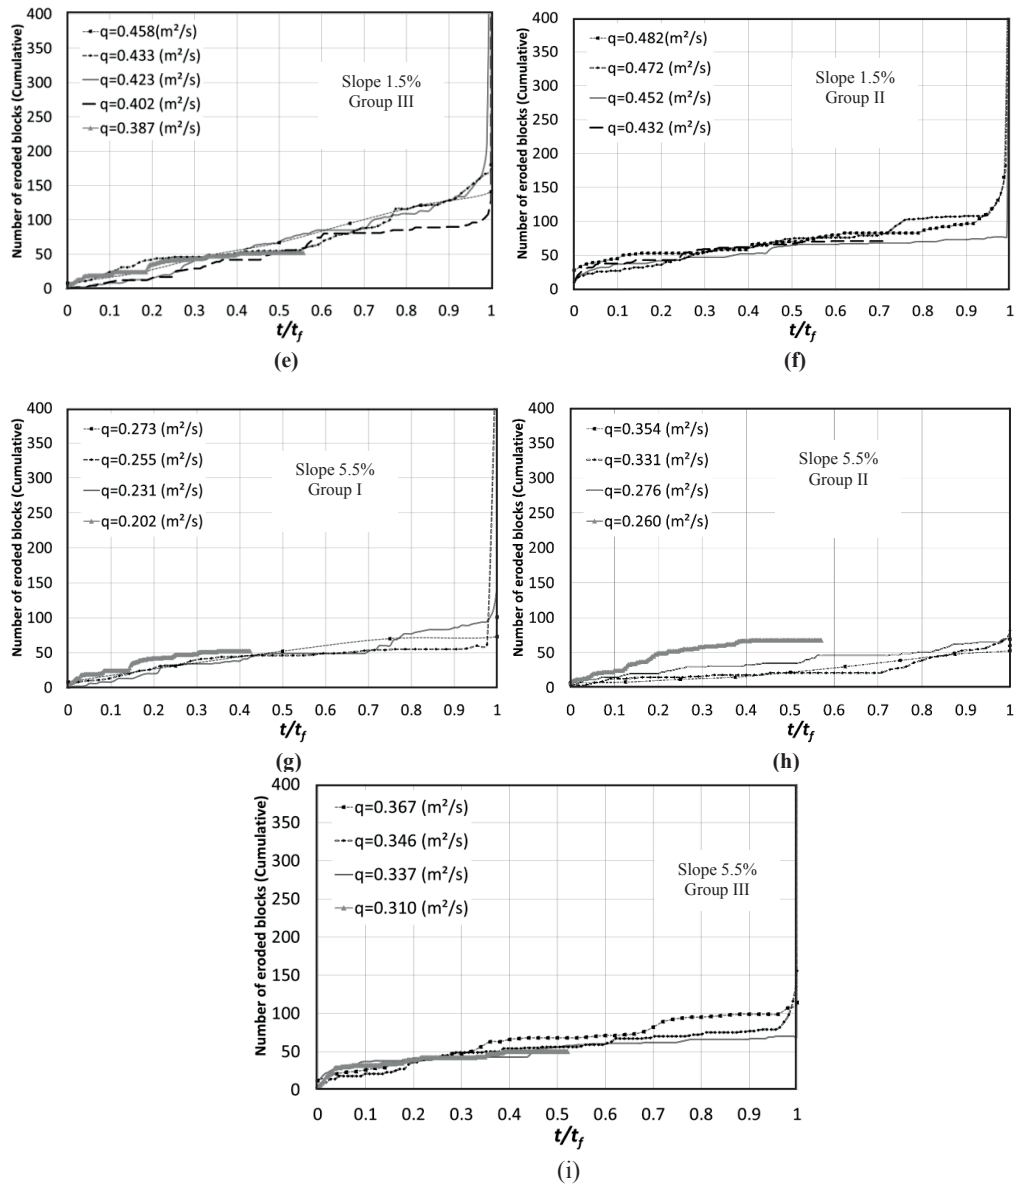 Number of eroded blocks (Cumulative)
400
350
300
250
200
150
100
50
0
q=0.458(m²/s)
q=0.433 (m²/s)
q=0.423 (m²/s)
q=0.402 (m²/s)
q=0.387 (m²/s)
Slope 1.5%
Group III
0 0.1 0.2 0.3 0.4 0.5 0.6 0.7 0.8 0.9 1
t/tf
(e)
Number of eroded blocks (Cumulative)
400
350
300
250
200
150
100
50
0
q=0.482(m²/s)
q=0.472 (m²/s)
q=0.452 (m²/s)
q=0.432 (m²/s)
Slope 1.5%
Group II
0 0.1 0.2 0.3 0.4 0.5 0.6 0.7 0.8 0.9 1
t/tf
(f)
Number of eroded blocks (Cumulative)
400
350
300
250
200
150
100
50
0
q=0.273 (m²/s)
q=0.255 (m²/s)
q=0.231 (m²/s)
q=0.202 (m²/s)
Slope 5.5%
Group I
0 0.1 0.2 0.3 0.4 0.5 0.6 0.7 0.8 0.9 1
t/tf
(g)
Number of eroded blocks (Cumulative)
400
350
300
250
200
150
100
50
0
q=0.354 (m²/s)
q=0.331 (m²/s)
q=0.276 (m²/s)
q=0.260 (m²/s)
Slope 5.5%
Group II
0 0.1 0.2 0.3 0.4 0.5 0.6 0.7 0.8 0.9 1
t/tf
(h)
Number of eroded blocks (Cumulative)
400
350
300
250
200
150
100
50
0
q=0.367 (m²/s)
q=0.346 (m²/s)
q=0.337 (m²/s)
q=0.310 (m²/s)
Slope 5.5%
Group III
0 0.1 0.2 0.3 0.4 0.5 0.6 0.7 0.8 0.9 1
t/tf
(i)